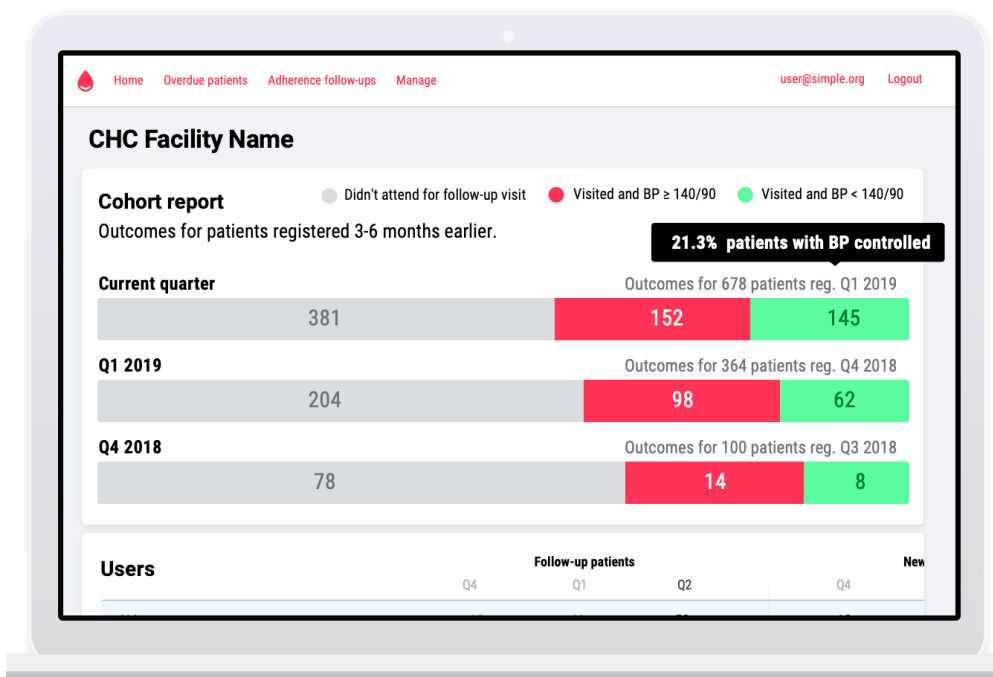 Home Overdue patients Adherence follow-ups Manage user@simple.org Logout
CHC Facility Name
Cohort report
Didn't attend for follow-up visit Visited and BP ≥ 140/90 Visited and BP < 140/90
Outcomes for patients registered 3-6 months earlier.
21.3% patients with BP controlled
Current quarter Outcomes for 678 patients reg. Q1 2019
381 152 145
Q1 2019 Outcomes for 364 patients reg. Q4 2018
204 98 62
Q4 2018 Outcomes for 100 patients reg. Q3 2018
78 14 8
Users Follow-up patients New
Q4 Q1 Q2 Q4